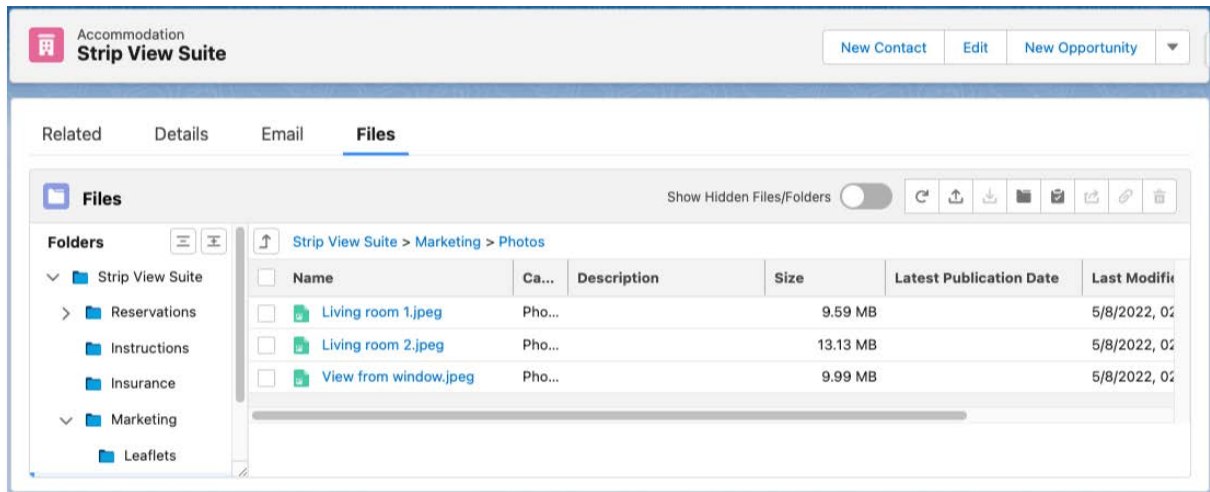 Accommodation
Strip View Suite
New Contact Edit New Opportunity
Related Details Email Files
Files
Show Hidden Files/Folders
Folders
Strip View Suite > Marketing > Photos
Strip View Suite
Name Ca... Description Size Latest Publication Date Last Modifie
Reservations
Living room 1.jpeg Pho... 9.59 MB 5/8/2022, 02
Instructions
Living room 2.jpeg Pho... 13.13 MB 5/8/2022, 02
Insurance
View from window.jpeg Pho... 9.99 MB 5/8/2022, 02
Marketing
Leaflets